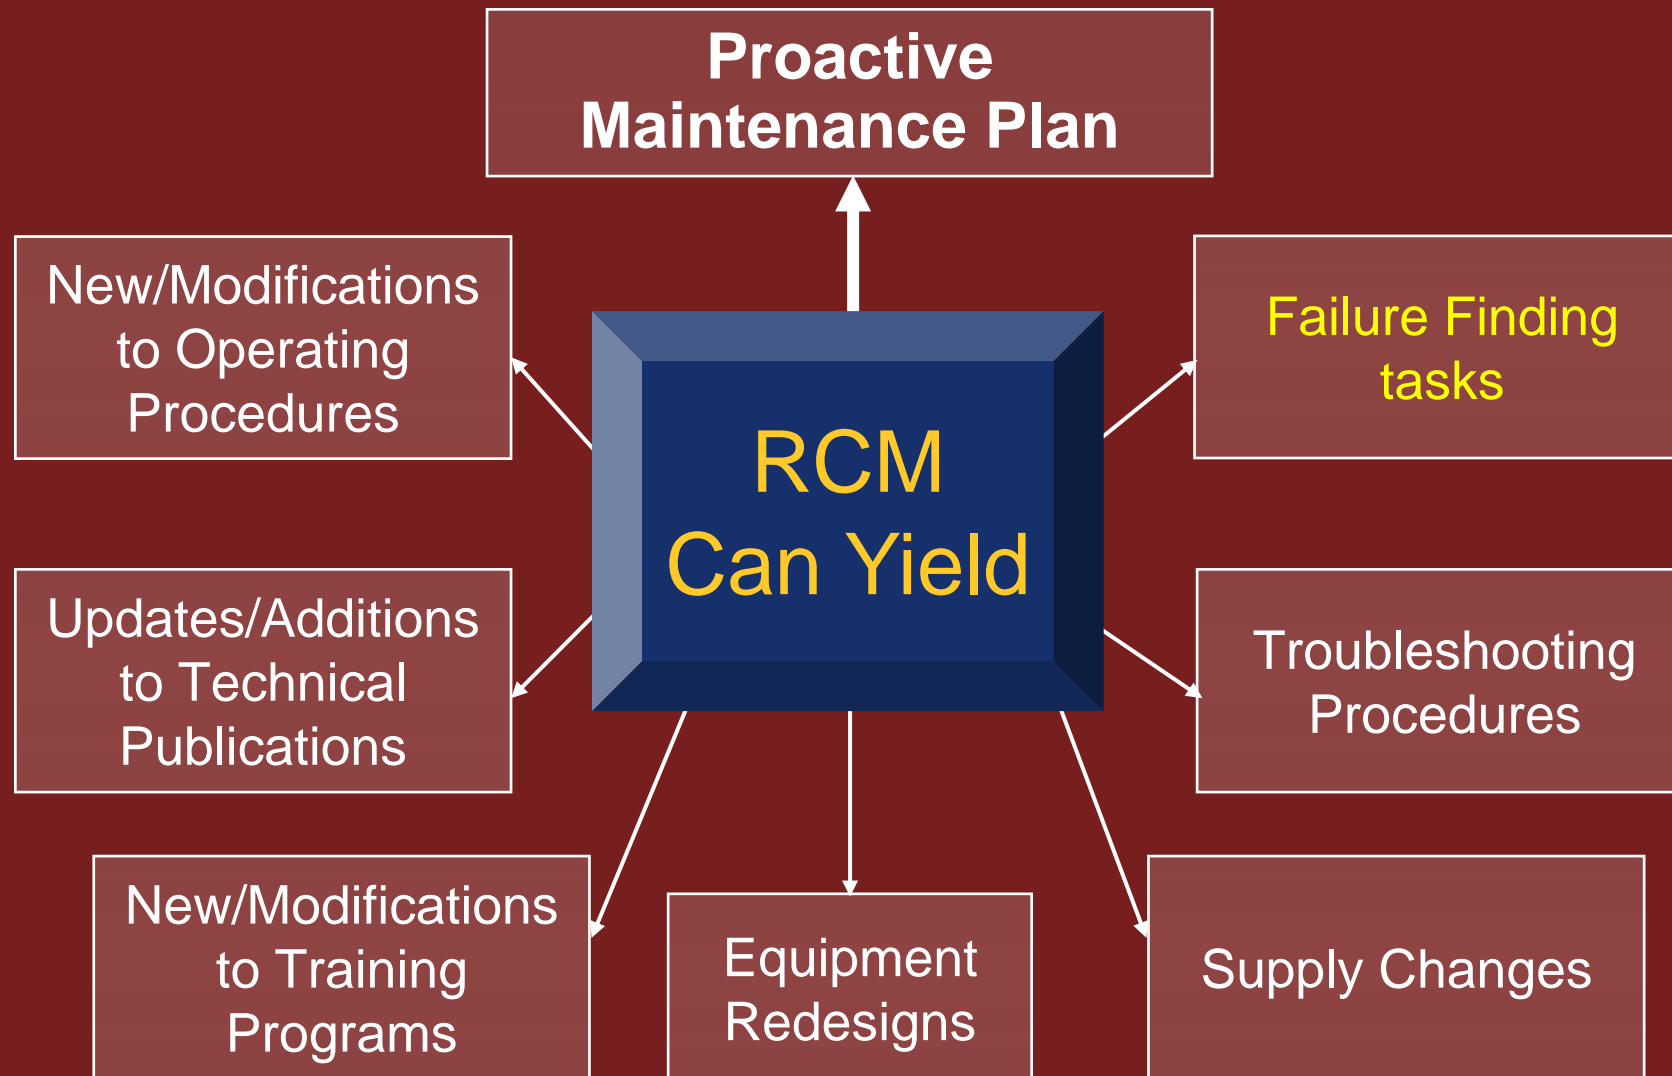 Proactive
Maintenance Plan
New/Modifications
to Operating
Procedures
Failure Finding
tasks
RCM
Can Yield
Updates/Additions
to Technical
Publications
Troubleshooting
Procedures
New/Modifications
to Training
Programs
Equipment
Redesigns
Supply Changes